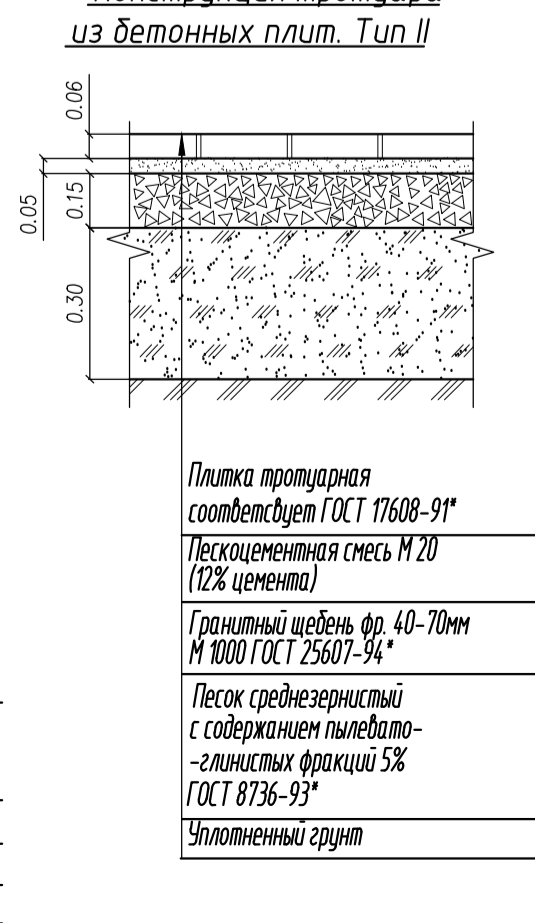 Конструкция тротуара
из бетонных плит. Тип II
0.06
0.05
0.15
0.30
Плитка тротуарная
соответсвует ГОСТ 17608-91*
Пескоцементная смесь М 20
(12% цемента)
Гранитный щебень фр. 40-70мм
М 1000 ГОСТ 25607-94*
Песок среднезернистый
с содержанием пылевато-
-глинистых фракций 5%
ГОСТ 8736-93*
Уплотненный грунт